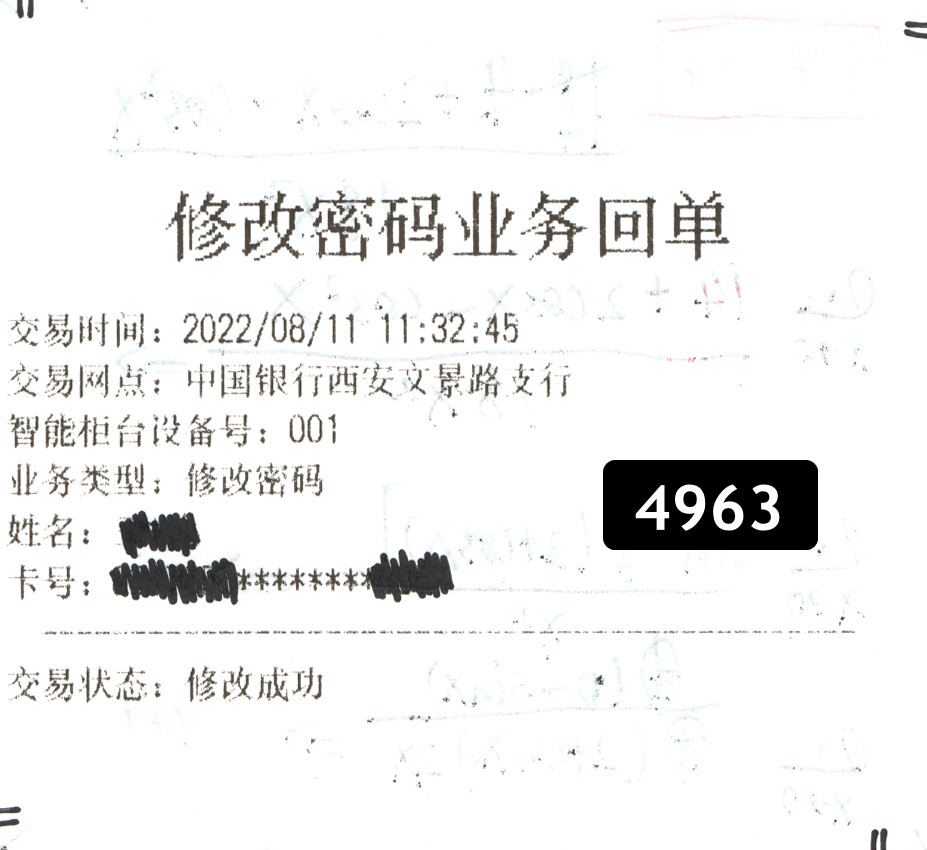 修改密码业务回单
交易时间：2022/08/11 11:32:45
交易网点：中国银行西安文景路支行
智能柜台设备号：001
业务类型：修改密码
4963
姓名：
卡号：********
交易状态：修改成功